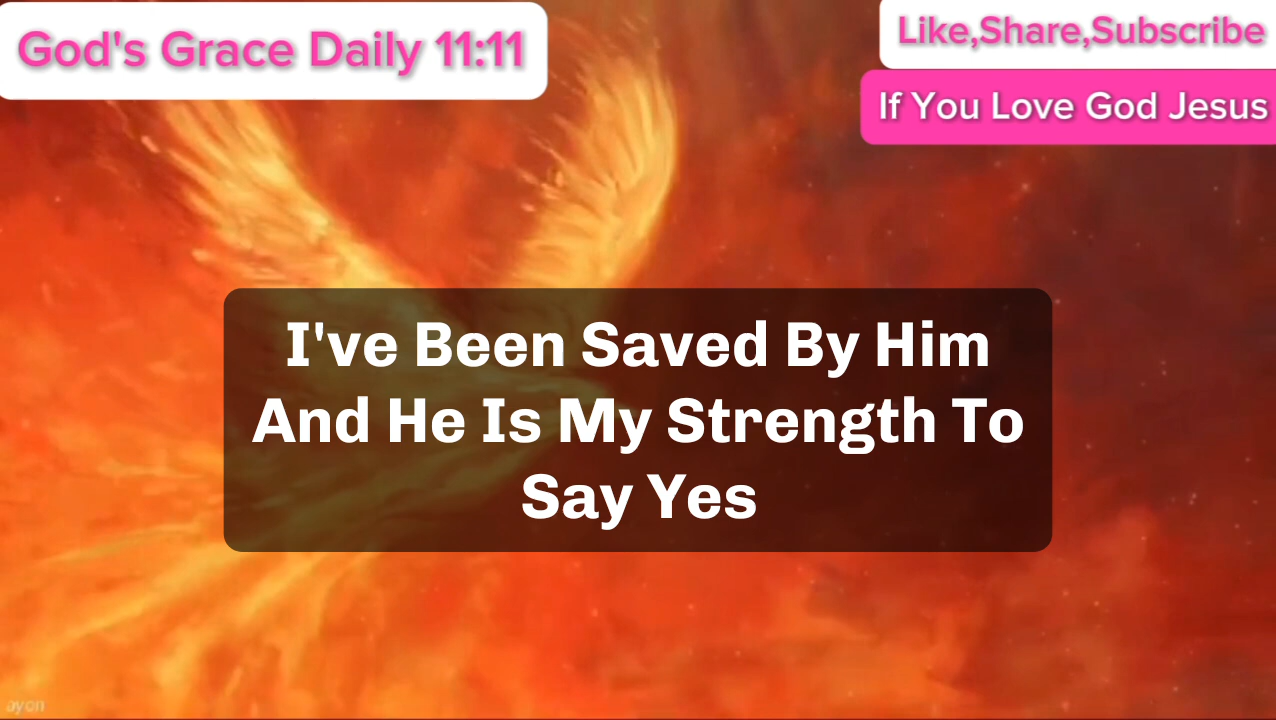 God's Grace Daily 11:11
Like,Share,Subscribe
If You Love God Jesus
I've Been Saved By Him
And He Is My Strength To
Say Yes